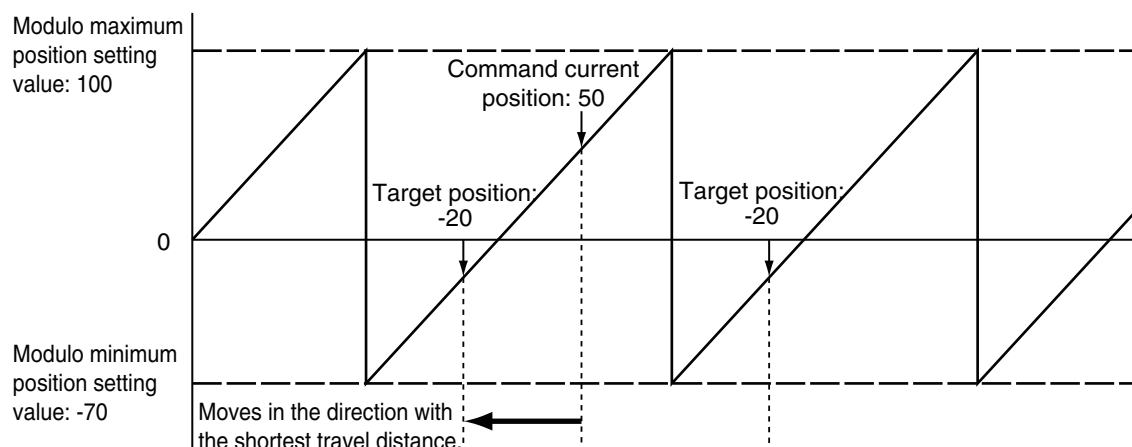 Modulo maximum
position setting
value: 100
Command current
position: 50
Target position:
-20
Target position:
-20
0
Modulo minimum
position setting
value: -70
Moves in the direction with
the shortest travel distance.